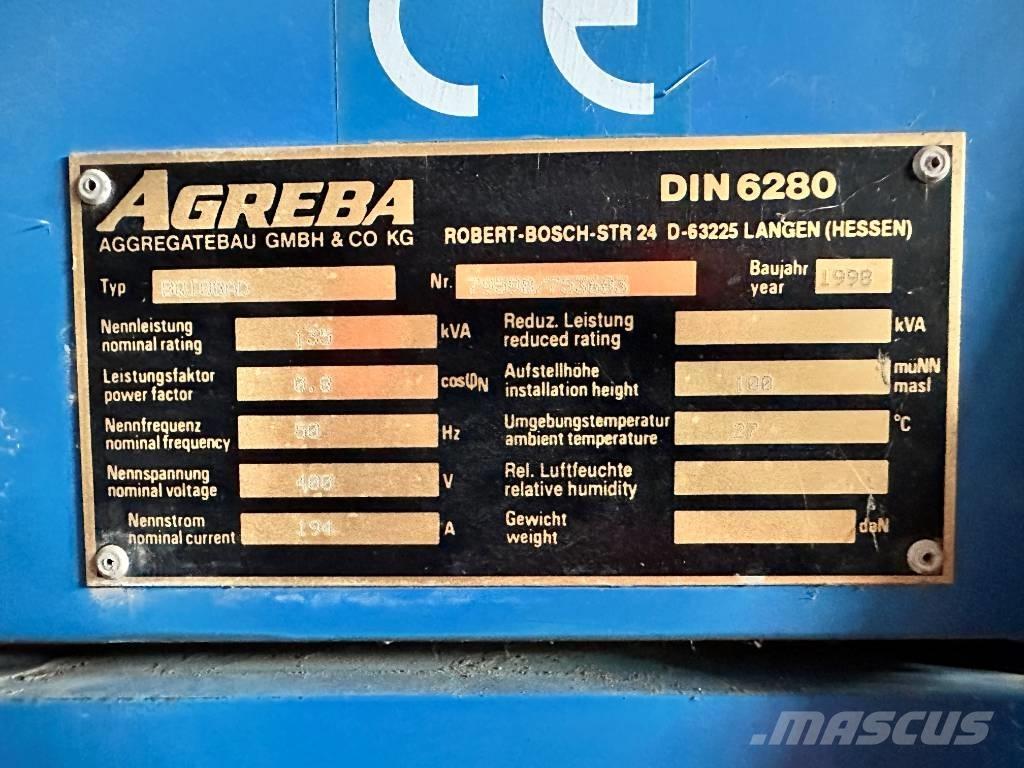 CE
AGREBA
DIN 6280
AGGREGATEBAU GMBH & CO KG
ROBERT-BOSCH-STR 24 D-63225 LANGEN (HESSEN)
Typ
Nr.
Baujahr
year
1998
Nennleistung
nominal rating
135
kVA
Reduz. Leistung
reduced rating
kVA
Leistungsfaktor
power factor
0.8
cosφN
Aufstellhöhe
installation height
100
müNN
masl
Nennfrequenz
nominal frequency
50
Hz
Umgebungstemperatur
ambient temperature
27
°C
Nennspannung
nominal voltage
400
V
Rel. Luftfeuchte
relative humidity
Nennstrom
nominal current
194
A
Gewicht
weight
daN
MASCUS